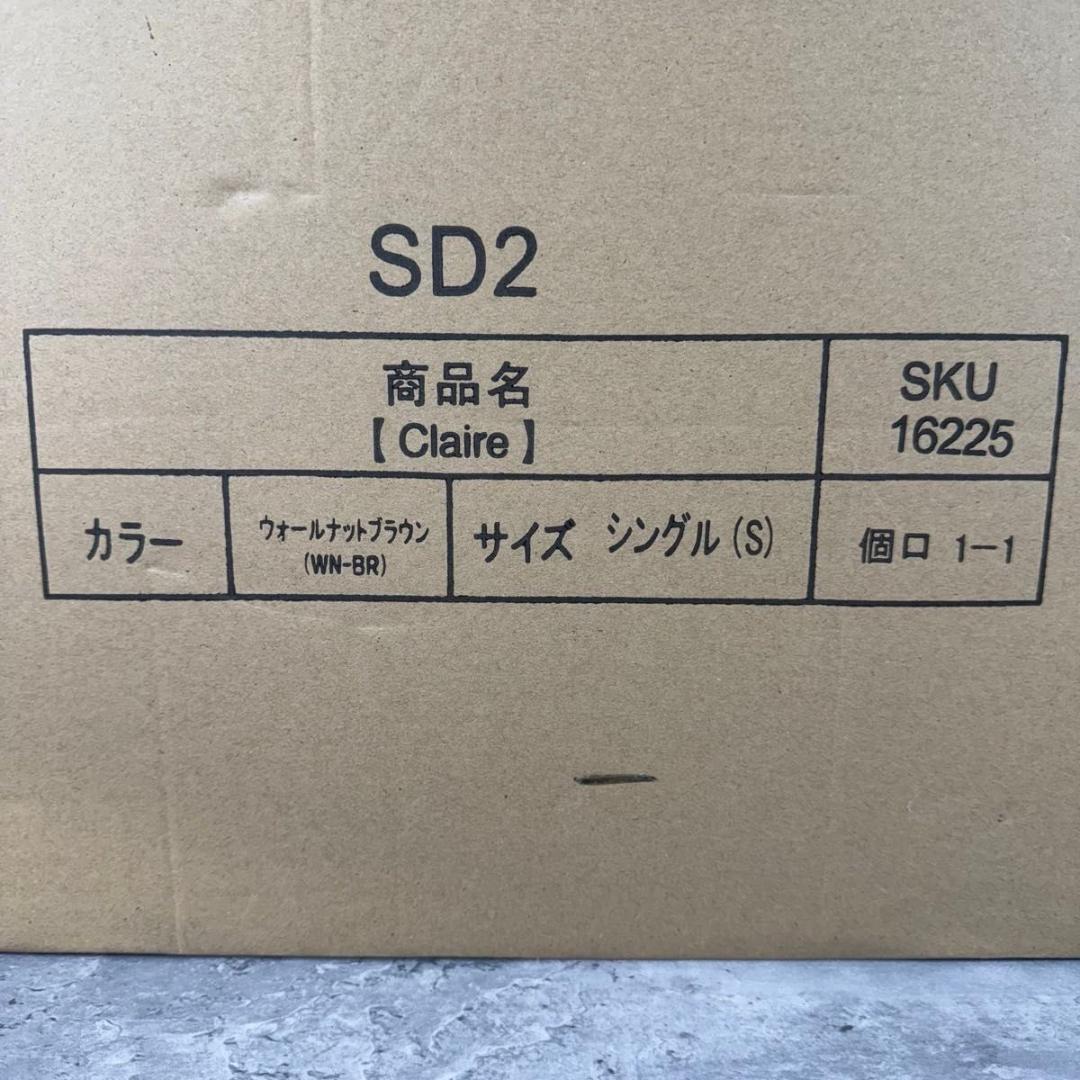 SD2
商品名
【Claire】
SKU
16225
カラー
ウォールナットブラウン
(WN-BR)
サイズ シングル(S)
個口 1-1